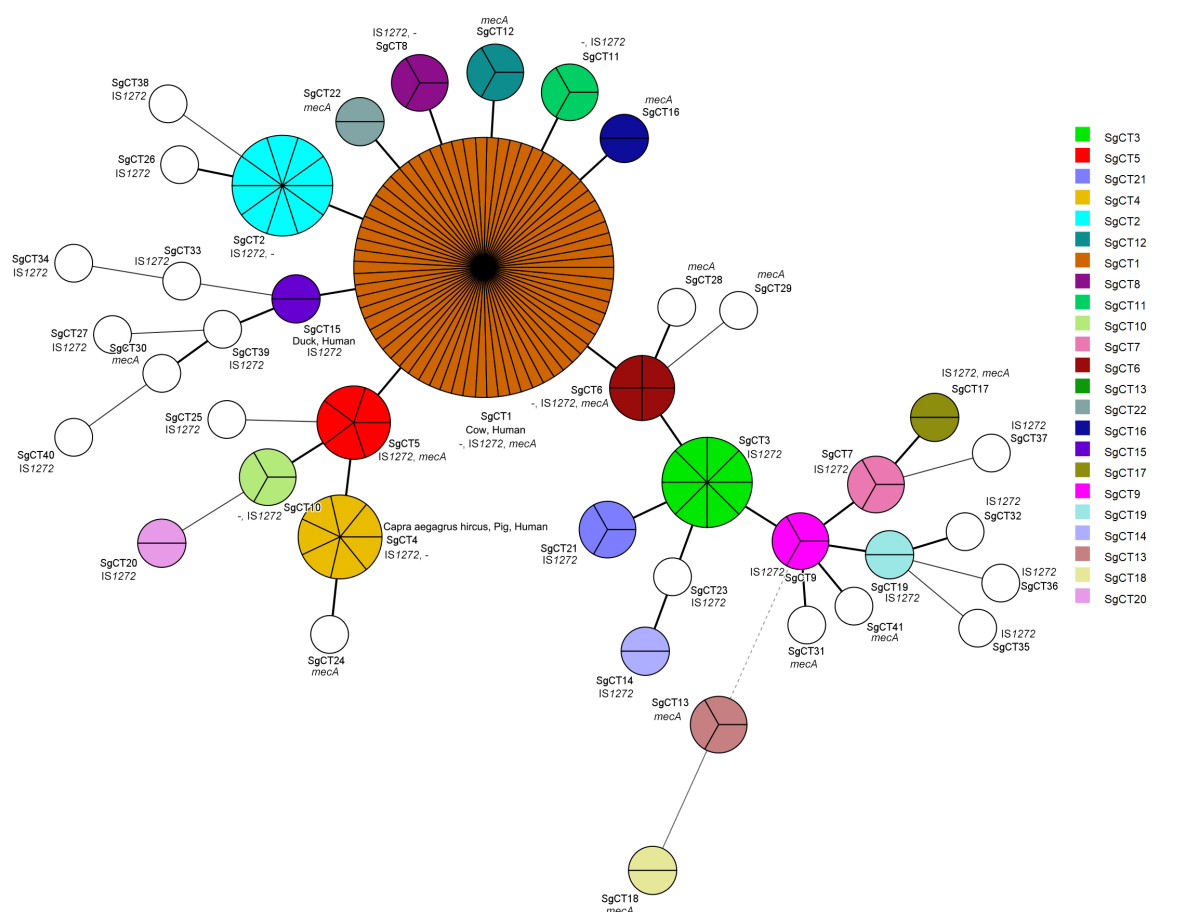 mecA
SgCT12
IS1272, -
SgCT8
-, IS1272
SgCT11
SgCT22
mecA
mecA
SgCT16
SgCT38
IS1272
SgCT26
IS1272
SgCT2
IS1272, -
SgCT34
IS1272
SgCT33
IS1272
SgCT15
Duck, Human
IS1272
SgCT27
IS1272
SgCT30
mecA
SgCT39
IS1272
SgCT40
IS1272
SgCT1
Cow, Human
-, IS1272, mecA
SgCT25
IS1272
SgCT5
IS1272, mecA
SgCT10
-, IS1272
SgCT20
IS1272
Capra aegagrus hircus, Pig, Human
SgCT4
IS1272, -
SgCT24
mecA
mecA
SgCT28
mecA
SgCT29
SgCT6
-, IS1272, mecA
SgCT3
IS1272
SgCT21
IS1272
SgCT23
IS1272
SgCT14
IS1272
IS1272, mecA
SgCT17
SgCT7
IS1272
IS1272
SgCT37
IS1272
SgCT9
SgCT19
IS1272
IS1272
SgCT32
IS1272
SgCT36
IS1272
SgCT35
SgCT41
mecA
SgCT31
mecA
SgCT13
mecA
SgCT18
mecA
SgCT3
SgCT5
SgCT21
SgCT4
SgCT2
SgCT12
SgCT1
SgCT8
SgCT11
SgCT10
SgCT7
SgCT6
SgCT13
SgCT22
SgCT16
SgCT15
SgCT17
SgCT9
SgCT19
SgCT14
SgCT13
SgCT18
SgCT20